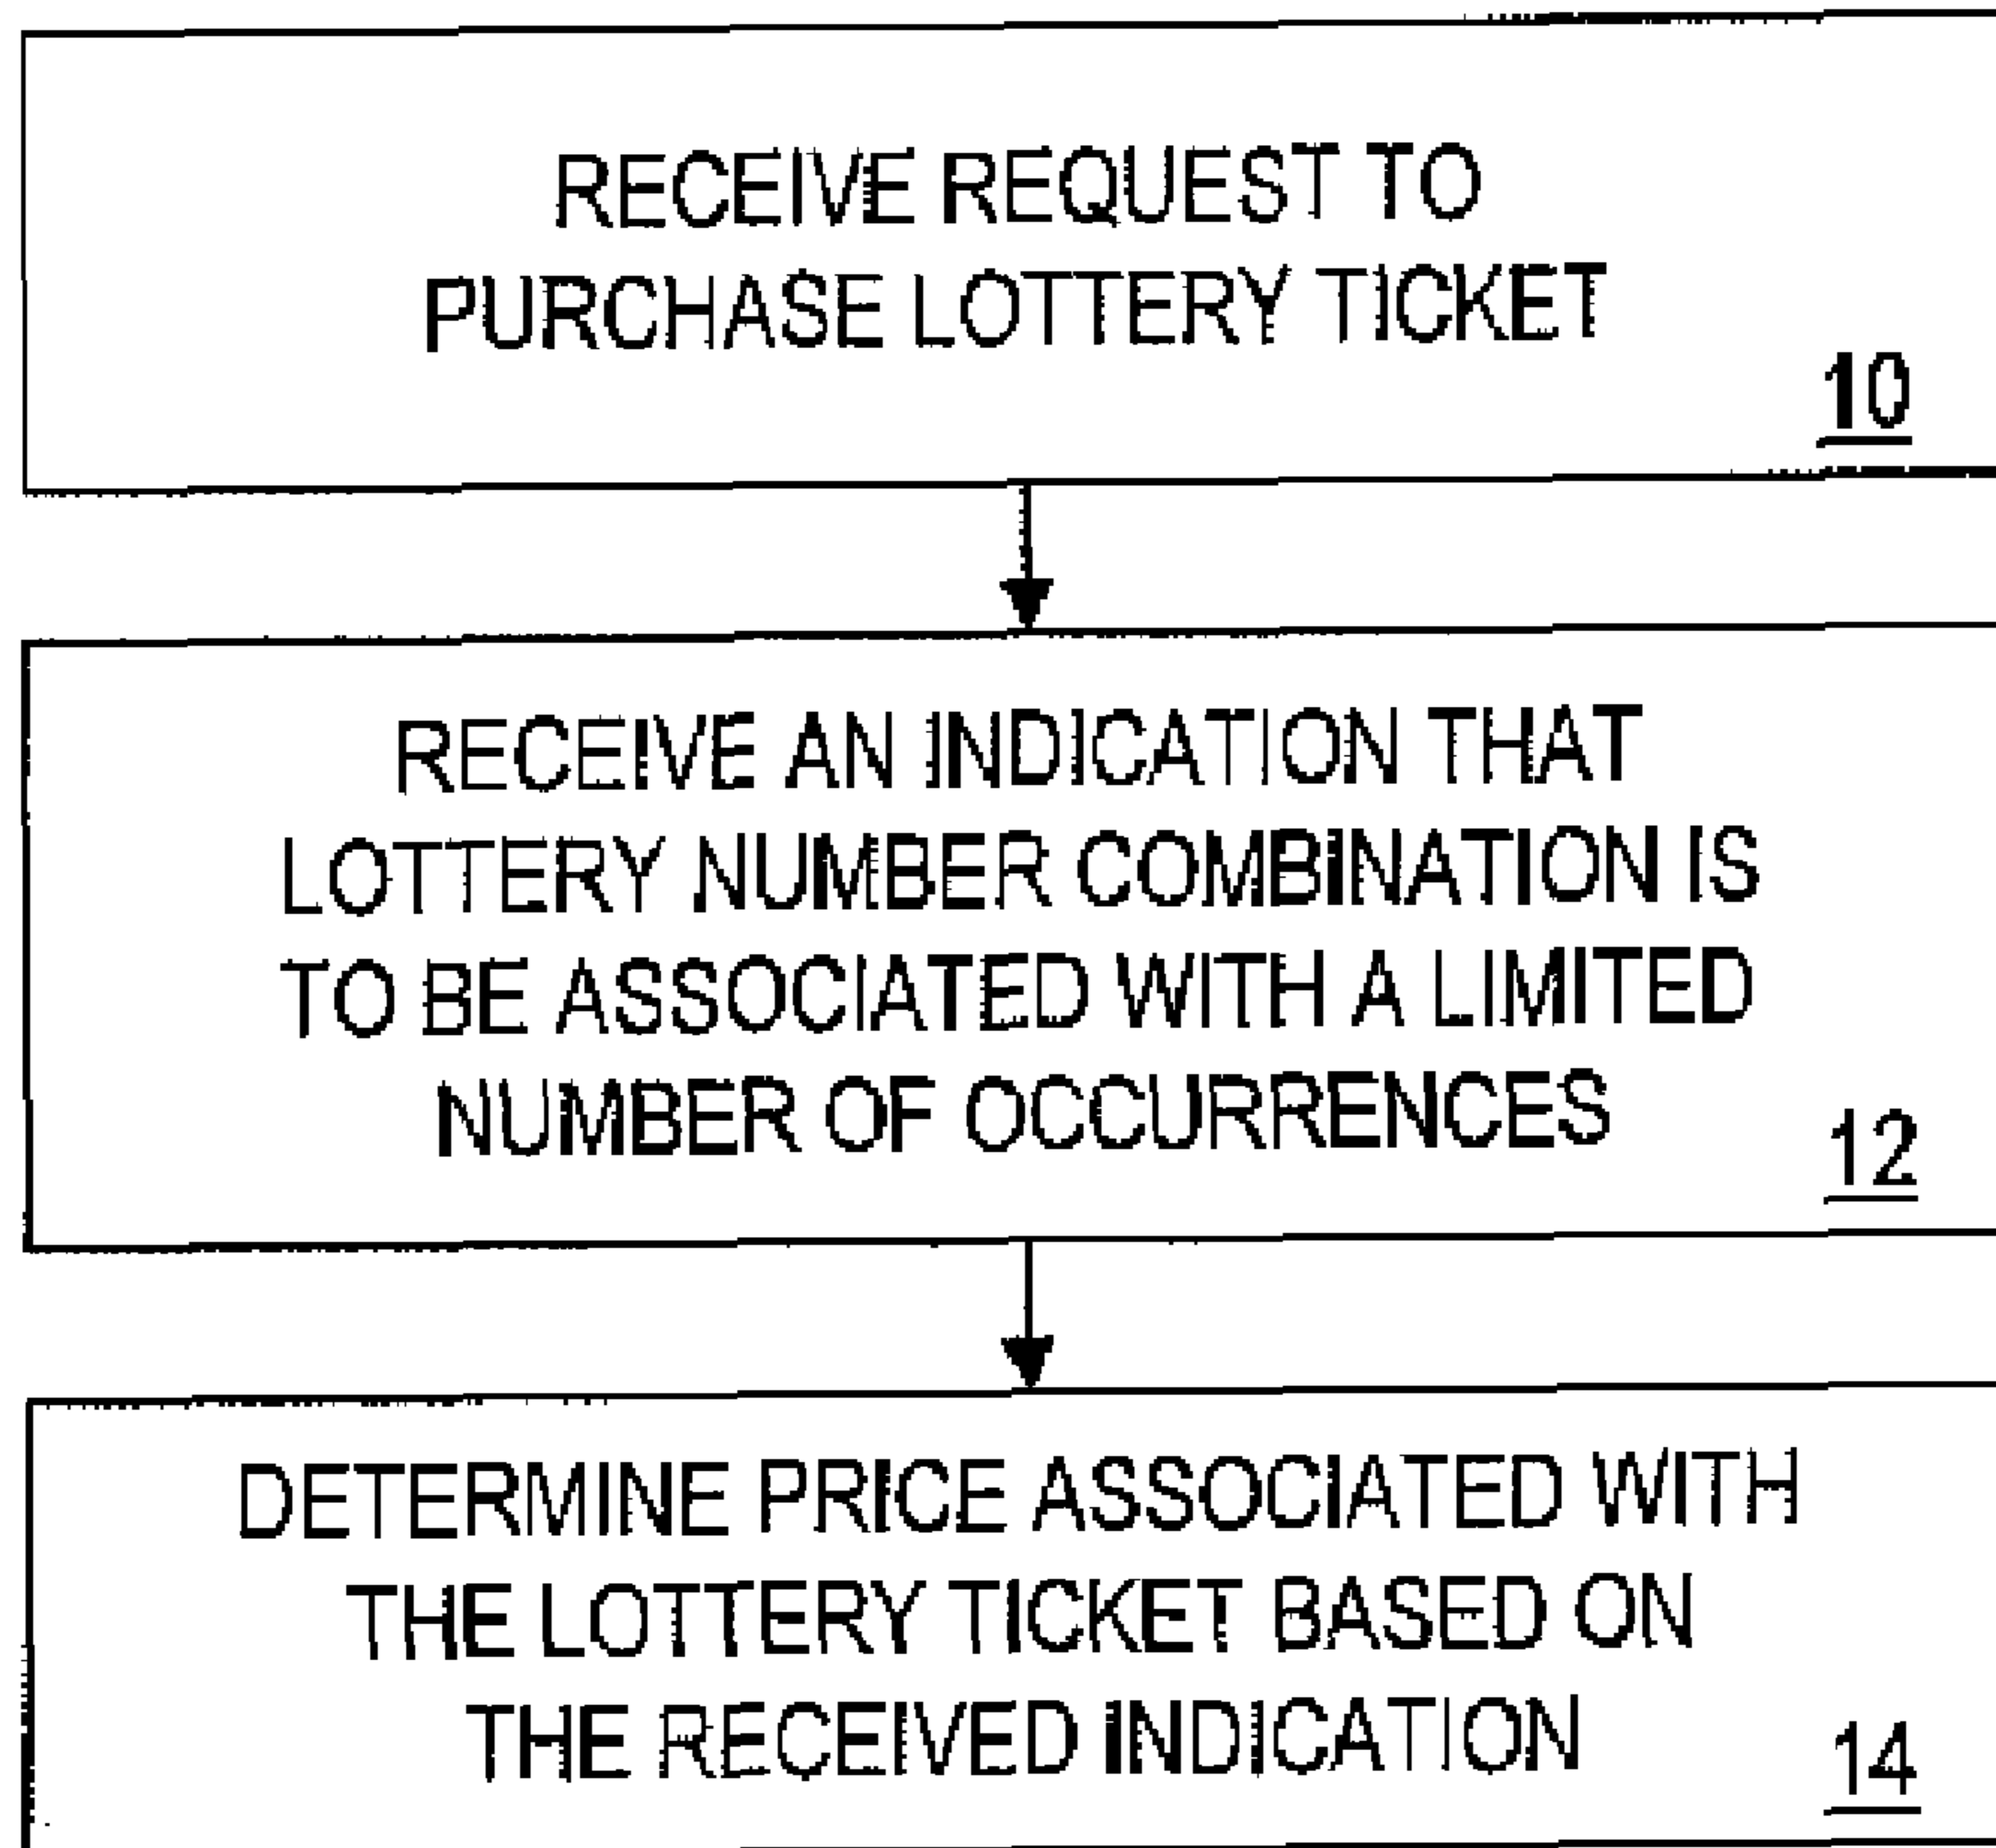 RECEIVE REQUEST TO
PURCHASE LOTTERY TICKET
10
RECEIVE AN INDICATION THAT
LOTTERY NUMBER COMBINATION IS
TO BE ASSOCIATED WITH A LIMITED
NUMBER OF OCCURRENCES
12
DETERMINE PRICE ASSOCIATED WITH
THE LOTTERY TICKET BASED ON
THE RECEIVED INDICATION
14